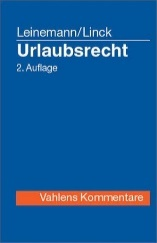 Leinemann/Linck
Urlaubsrecht
2. Auflage
Vahlens Kommentare